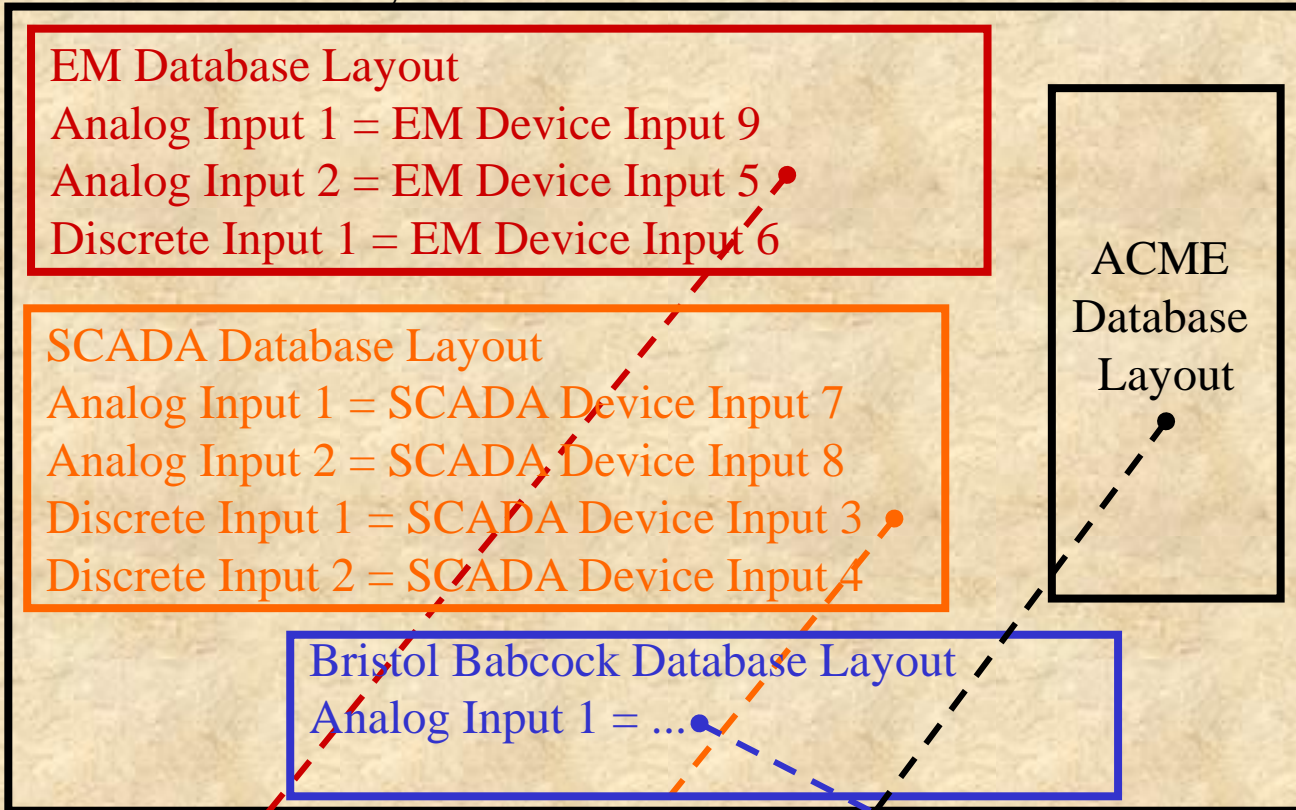 EM Database Layout
Analog Input 1 = EM Device Input 9
Analog Input 2 = EM Device Input 5
Discrete Input 1 = EM Device Input 6
SCADA Database Layout
Analog Input 1 = SCADA Device Input 7
Analog Input 2 = SCADA Device Input 8
Discrete Input 1 = SCADA Device Input 3
Discrete Input 2 = SCADA Device Input 4
ACME
Database
Layout
Bristol Babcock Database Layout
Analog Input 1 = ...